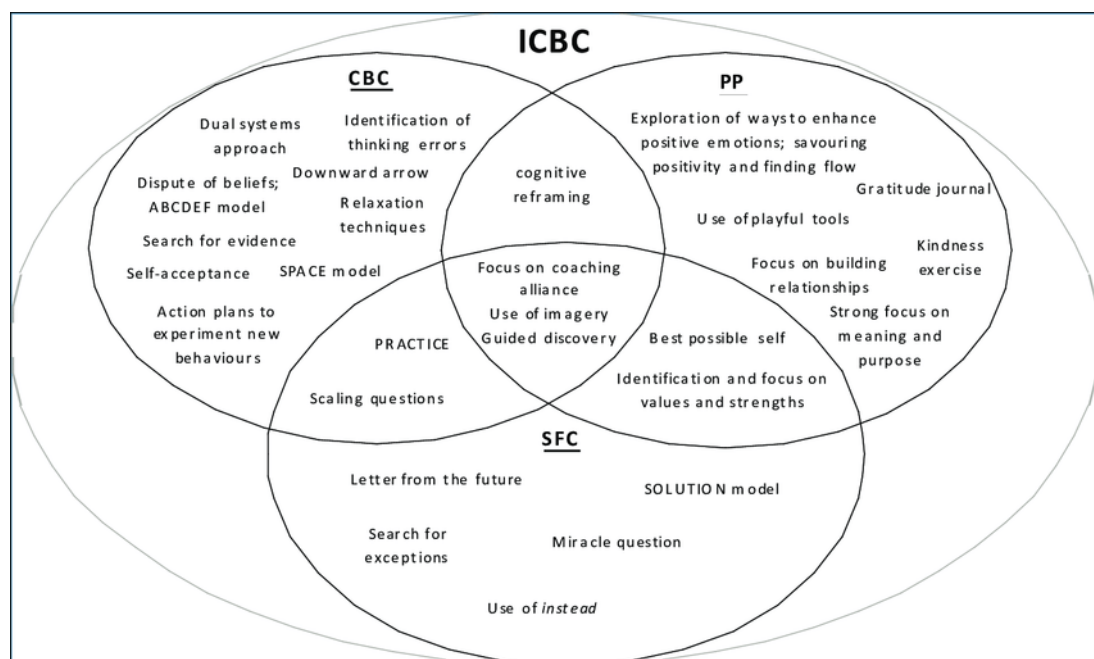 ICBC
CBC
Dual systems
approach
Identification of
thinking errors
Downward arrow
Dispute of beliefs;
ABCDEF model
Relaxation
techniques
Search for evidence
Self-acceptance
SPACE model
Action plans to
experiment new
behaviours
cognitive
reframing
PP
Exploration of ways to enhance
positive emotions; savouring
positivity and finding flow
Gratitude journal
Use of playful tools
Kindness
exercise
Focus on building
relationships
Strong focus on
meaning and
purpose
Focus on coaching
alliance
Use of imagery
Guided discovery
PRACTICE
Scaling questions
Best possible self
Identification and focus on
values and strengths
SFC
Letter from the future
SOLUTION model
Search for
exceptions
Miracle question
Use of instead